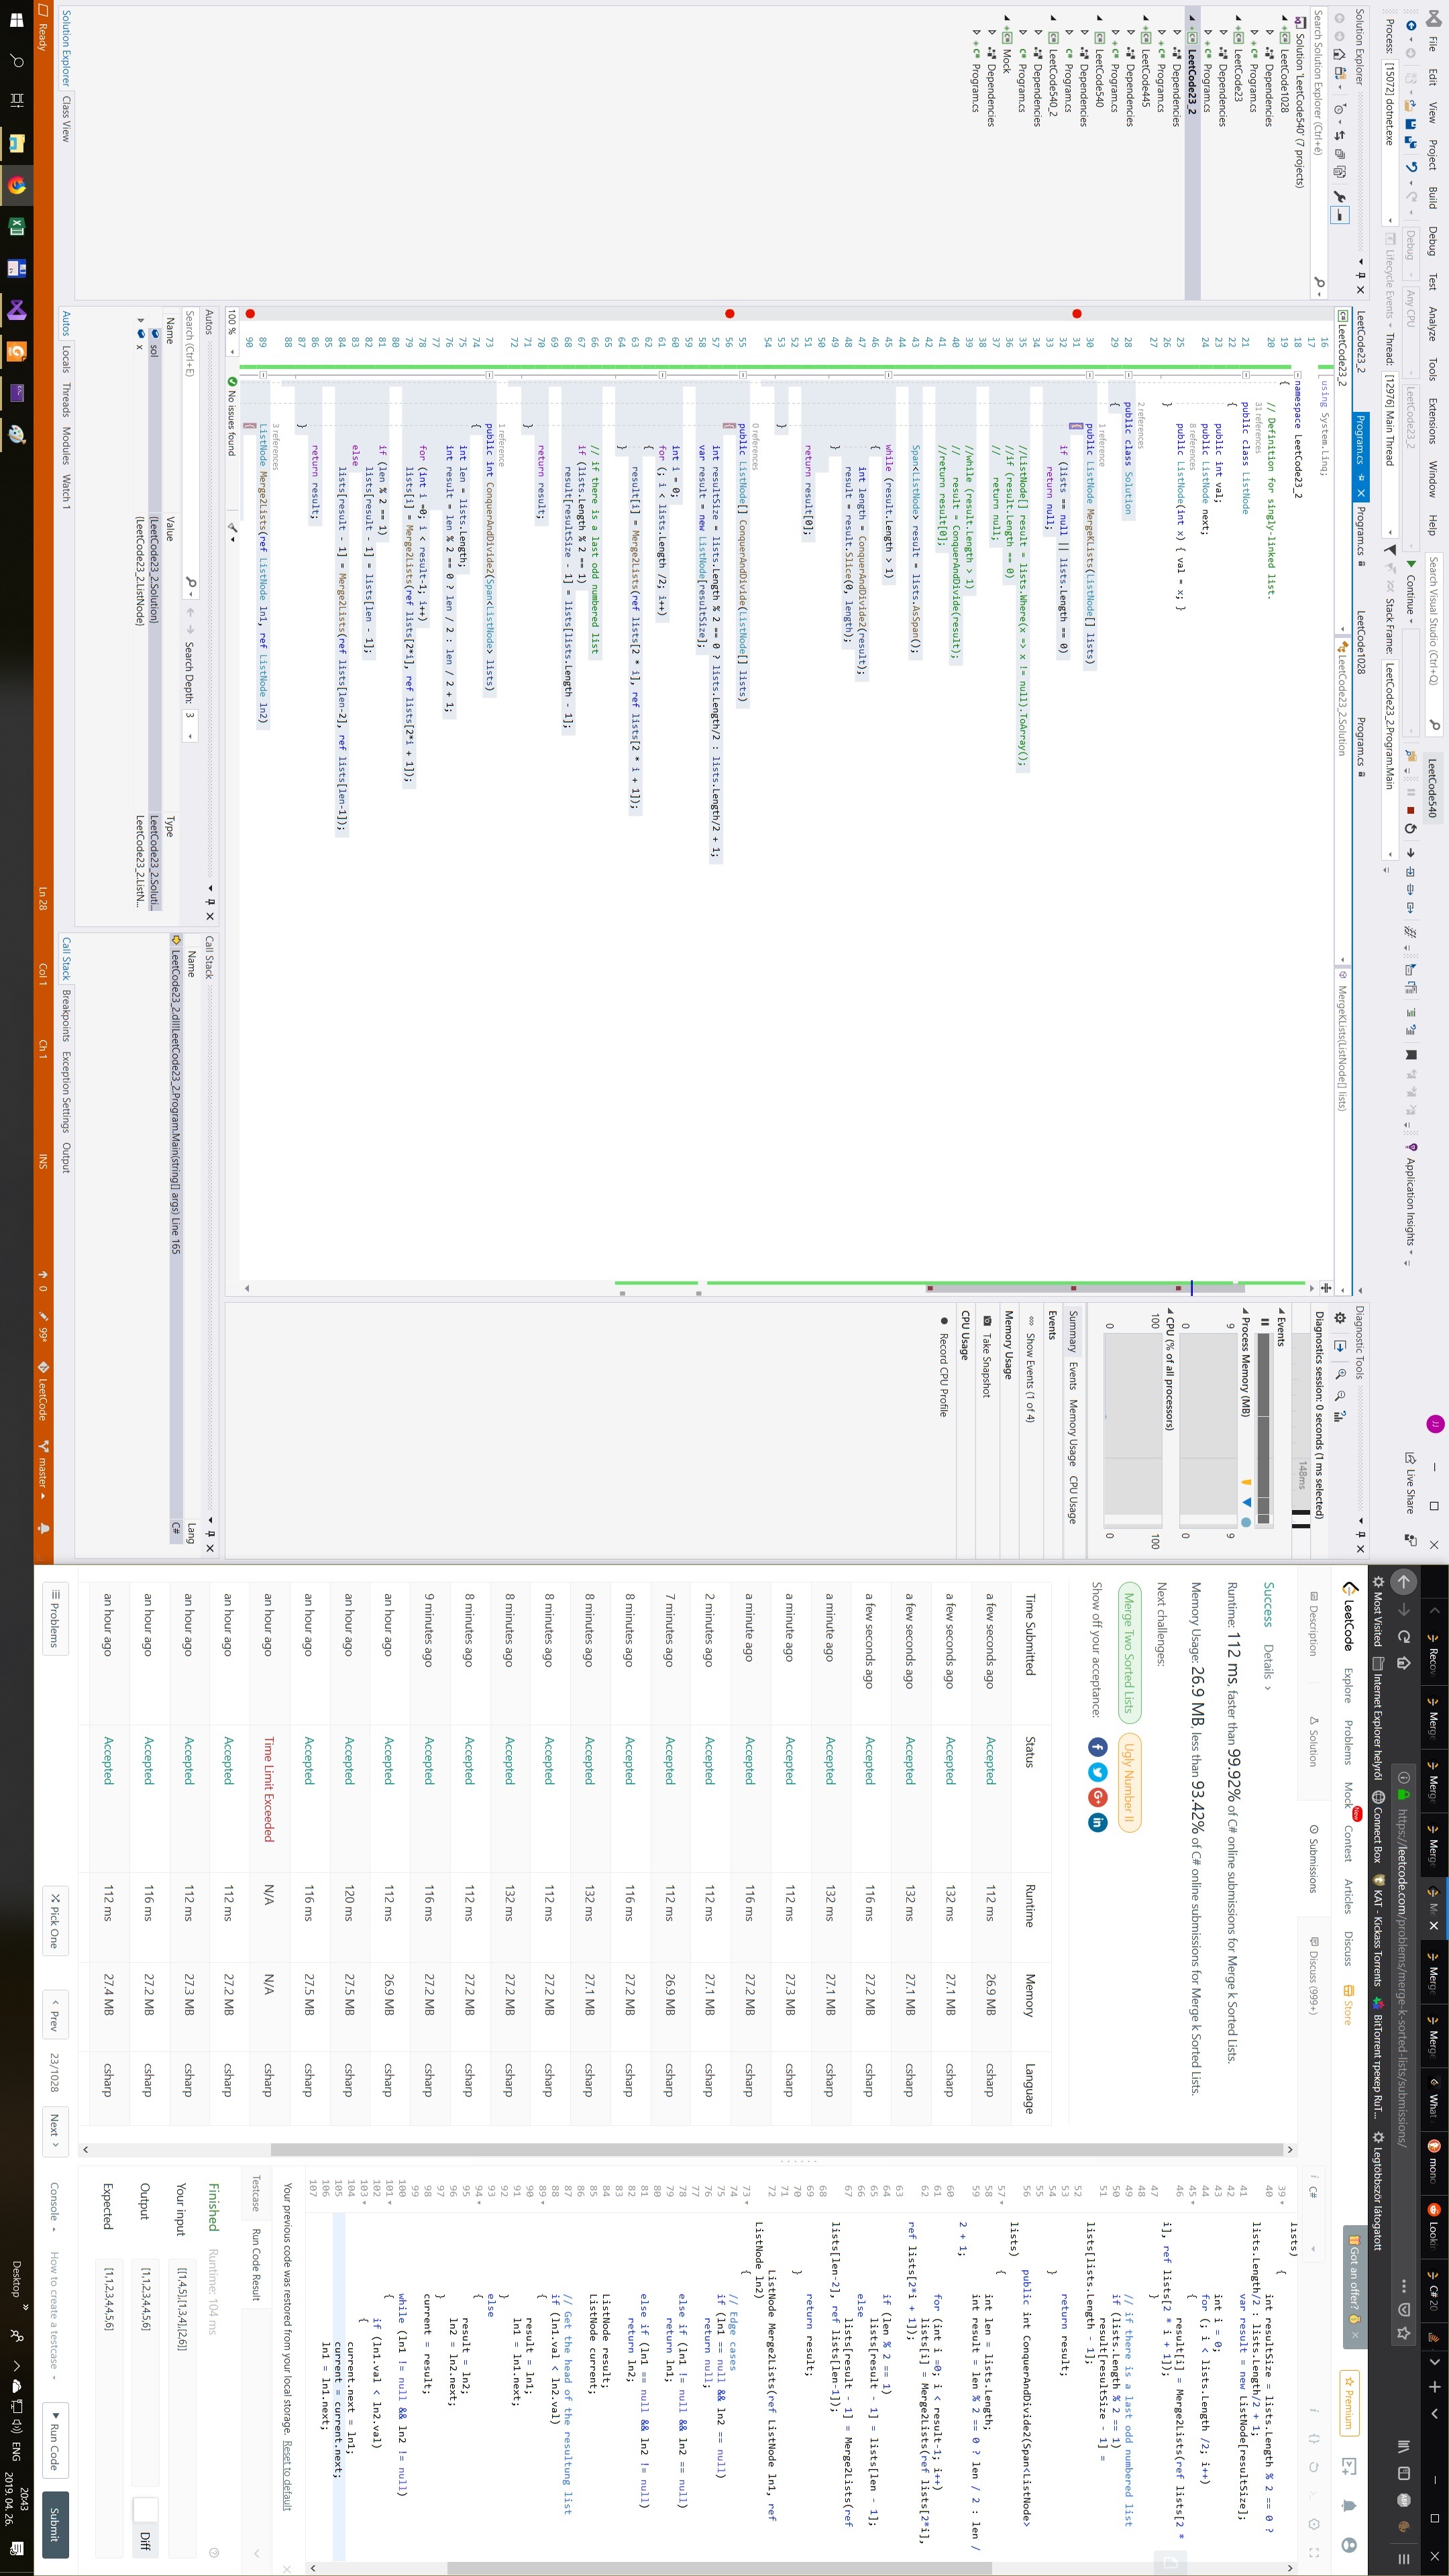 File Edit View Project Build Debug Test Analyze Tools Extensions Window Help Search Visual Studio (Ctrl+Q) LeetCode540
Debug Any CPU LeetCode23_2 Continue Application Insights Live Share
Process: [15072] dotnet.exe Lifecycle Events Thread: [12976] Main Thread Stack Frame: LeetCode23_2.Program.Main
Solution Explorer
Search Solution Explorer (Ctrl+é)
Solution 'LeetCode540' (7 projects)
LeetCode1028
Dependencies
Program.cs
LeetCode23
Dependencies
Program.cs
LeetCode23_2
Dependencies
Program.cs
LeetCode445
Dependencies
Program.cs
LeetCode540
Dependencies
Program.cs
LeetCode540_2
Dependencies
Program.cs
Mock
Dependencies
Program.cs
Solution Explorer Class View
LeetCode23_2 Program.cs Program.cs LeetCode1028 Program.cs
LeetCode23_2 LeetCode23_2.Solution MergeKLists(ListNode[] lists)
16 using System.Linq;
17
18 namespace LeetCode23_2
{
20 // Definition for singly-linked list.
31 references
21 public class ListNode
22 {
23 public int val;
24 public ListNode next;
8 references
25 public ListNode(int x) { val = x; }
26 }
27
2 references
28 public class Solution
29 {
1 reference
30 public ListNode MergeKLists(ListNode[] lists)
31 {
32 if (lists == null || lists.Length == 0)
33 return null;
34
35 //ListNode[] result = lists.Where(x => x != null).ToArray();
36 //if (result.Length == 0)
37 // return null;
38
39 //while (result.Length > 1)
40 // result = ConquerAndDivide(result);
41 //return result[0];
42
43 Span<ListNode> result = lists.AsSpan();
44
45 while (result.Length > 1)
46 {
47 int length = ConquerAndDivide2(result);
48 result = result.Slice(0, length);
49 }
50
51 return result[0];
52
53 }
54
0 references
55 public ListNode[] ConquerAndDivide(ListNode[] lists)
56 {
57 int resultSize = lists.Length % 2 == 0 ? lists.Length/2 : lists.Length/2 + 1;
58 var result = new ListNode[resultSize];
59
60 int i = 0;
61 for (; i < lists.Length /2; i++)
62 {
63 result[i] = Merge2Lists(ref lists[2 * i], ref lists[2 * i + 1]);
64 }
65
66 // if there is a last odd numbered list
67 if (lists.Length % 2 == 1)
68 result[resultSize - 1] = lists[lists.Length - 1];
69
70 return result;
71 }
72
1 reference
73 public int ConquerAndDivide2(Span<ListNode> lists)
74 {
75 int len = lists.Length;
76 int result = len % 2 == 0 ? len / 2 : len / 2 + 1;
77
78 for (int i =0; i < result-1; i++)
79 lists[i] = Merge2Lists(ref lists[2*i], ref lists[2*i + 1]);
80
81 if (len % 2 == 1)
82 lists[result - 1] = lists[len - 1];
83 else
84 lists[result - 1] = Merge2Lists(ref lists[len-2], ref lists[len-1]);
85
86 return result;
87 }
88
3 references
89 ListNode Merge2Lists(ref ListNode ln1, ref ListNode ln2)
90 {
100 % No issues found
Diagnostic Tools
Diagnostics session: 0 seconds (1 ms selected)
148ms
Events
Process Memory (MB)
9 9
0 0
CPU (% of all processors)
100 100
0 0
Summary Events Memory Usage CPU Usage
Events
Show Events (1 of 4)
Memory Usage
Take Snapshot
CPU Usage
Record CPU Profile
Autos
Search (Ctrl+E) Search Depth: 3
Name Value Type
sol {LeetCode23_2.Solution} LeetCode23_2.Soluti...
x {LeetCode23_2.ListNode} LeetCode23_2.ListN...
Autos Locals Threads Modules Watch 1
Call Stack
Name Lang
LeetCode23_2.dll!LeetCode23_2.Program.Main(string[] args) Line 165 C#
Call Stack Breakpoints Exception Settings Output
Ready Ln 28 Col 1 Ch 1 INS 0 99+ LeetCode master
https://leetcode.com/problems/merge-k-sorted-lists/submissions/
Most Visited Internet Explorer helyről Connect Box KAT - Kickass Torrents BitTorrent трекер RuT... Legtöbbször látogatott
LeetCode Explore Problems Mock New Contest Articles Discuss Store Got an offer? Premium
Description Solution Submissions Discuss (999+)
Success Details >
Runtime: 112 ms, faster than 99.92% of C# online submissions for Merge k Sorted Lists.
Memory Usage: 26.9 MB, less than 93.42% of C# online submissions for Merge k Sorted Lists.
Next challenges:
Merge Two Sorted Lists Ugly Number II
Show off your acceptance:
Time Submitted Status Runtime Memory Language
a few seconds ago Accepted 112 ms 26.9 MB csharp
a few seconds ago Accepted 132 ms 27.1 MB csharp
a few seconds ago Accepted 132 ms 27.1 MB csharp
a few seconds ago Accepted 116 ms 27.2 MB csharp
a minute ago Accepted 132 ms 27.1 MB csharp
a minute ago Accepted 112 ms 27.3 MB csharp
a minute ago Accepted 116 ms 27.2 MB csharp
2 minutes ago Accepted 112 ms 27.1 MB csharp
7 minutes ago Accepted 116 ms 26.9 MB csharp
8 minutes ago Accepted 116 ms 27.2 MB csharp
8 minutes ago Accepted 132 ms 27.1 MB csharp
8 minutes ago Accepted 112 ms 27.2 MB csharp
8 minutes ago Accepted 132 ms 27.2 MB csharp
8 minutes ago Accepted 112 ms 27.2 MB csharp
9 minutes ago Accepted 116 ms 27.2 MB csharp
an hour ago Accepted 112 ms 26.9 MB csharp
an hour ago Accepted 120 ms 27.5 MB csharp
an hour ago Accepted 116 ms 27.5 MB csharp
an hour ago Time Limit Exceeded N/A N/A csharp
an hour ago Accepted 112 ms 27.2 MB csharp
an hour ago Accepted 112 ms 27.3 MB csharp
an hour ago Accepted 116 ms 27.2 MB csharp
an hour ago Accepted 112 ms 27.4 MB csharp
Problems Pick One < Prev 23/1028 Next >
C#
lists)
39 {
40 int resultSize = lists.Length % 2 == 0 ?
lists.Length/2 : lists.Length/2 + 1;
41 var result = new ListNode[resultSize];
42
43 int i = 0;
44 for (; i < lists.Length /2; i++)
45 {
46 result[i] = Merge2Lists(ref lists[2 *
i], ref lists[2 * i + 1]);
47 }
48
49 // if there is a last odd numbered list
50 if (lists.Length % 2 == 1)
51 result[resultSize - 1] =
lists[lists.Length - 1];
52
53 return result;
54 }
55
56 public int ConquerAndDivide2(Span<ListNode>
lists)
57 {
58 int len = lists.Length;
59 int result = len % 2 == 0 ? len / 2 : len /
2 + 1;
60
61 for (int i =0; i < result-1; i++)
62 lists[i] = Merge2Lists(ref lists[2*i],
ref lists[2*i + 1]);
63
64 if (len % 2 == 1)
65 lists[result - 1] = lists[len - 1];
66 else
67 lists[result - 1] = Merge2Lists(ref
lists[len-2], ref lists[len-1]);
68
69 return result;
70 }
71
72 ListNode Merge2Lists(ref ListNode ln1, ref
ListNode ln2)
73 {
74 // Edge cases
75 if (ln1 == null && ln2 == null)
76 return null;
77
78 else if (ln1 != null && ln2 == null)
79 return ln1;
80
81 else if (ln1 == null && ln2 != null)
82 return ln2;
83
84 ListNode result;
85 ListNode current;
86
87 // Get the head of the resultung list
88 if (ln1.val < ln2.val)
89 {
90 result = ln1;
91 ln1 = ln1.next;
92 }
93 else
94 {
95 result = ln2;
96 ln2 = ln2.next;
97 }
98 current = result;
99
100 while (ln1 != null && ln2 != null)
101 {
102 if (ln1.val < ln2.val)
103 {
104 current.next = ln1;
105 current = current.next;
106 ln1 = ln1.next;
107
Your previous code was restored from your local storage. Reset to default
Testcase Run Code Result
Finished Runtime: 104 ms
Your input [[1,4,5],[1,3,4],[2,6]]
Output [1,1,2,3,4,4,5,6] Diff
Expected [1,1,2,3,4,4,5,6]
Console How to create a testcase Run Code Submit
Desktop ENG 20:43 2019. 04. 26.